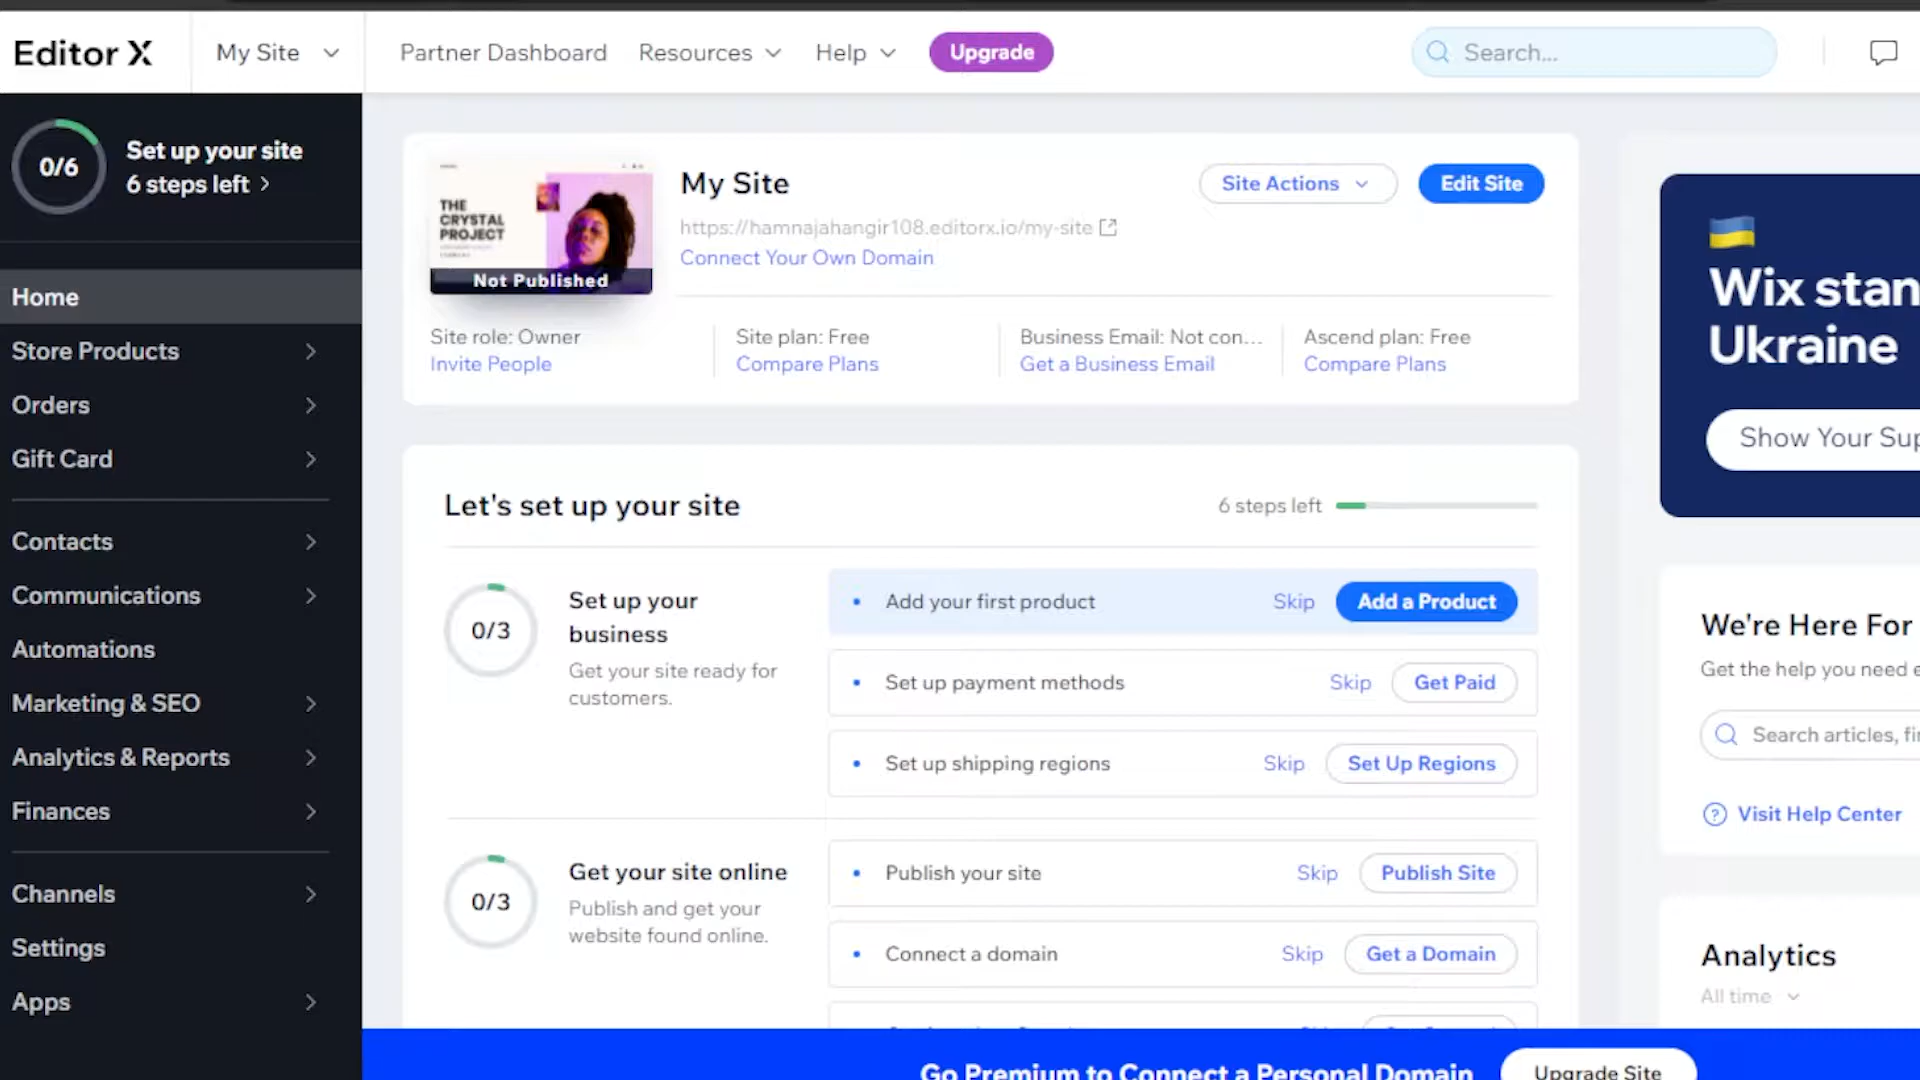 Editor X
My Site
Partner Dashboard
Resources
Help
Upgrade
Search...
0/6
Set up your site
6 steps left
Home
Store Products
Orders
Gift Card
Contacts
Communications
Automations
Marketing & SEO
Analytics & Reports
Finances
Channels
Settings
Apps
THE
CRYSTAL
PROJECT
Not Published
My Site
https://hamnajahangir108.editorx.io/my-site
Connect Your Own Domain
Site Actions
Edit Site
Site role: Owner
Invite People
Site plan: Free
Compare Plans
Business Email: Not con...
Get a Business Email
Ascend plan: Free
Compare Plans
Let's set up your site
6 steps left
0/3
Set up your
business
Get your site ready for
customers.
Add your first product
Skip
Add a Product
Set up payment methods
Skip
Get Paid
Set up shipping regions
Skip
Set Up Regions
0/3
Get your site online
Publish and get your
website found online.
Publish your site
Skip
Publish Site
Connect a domain
Skip
Get a Domain
Wix stan
Ukraine
Show Your Sup
We're Here For
Get the help you need e
Search articles, fin
Visit Help Center
Analytics
All time
Go Premium to Connect a Personal Domain
Upgrade Site